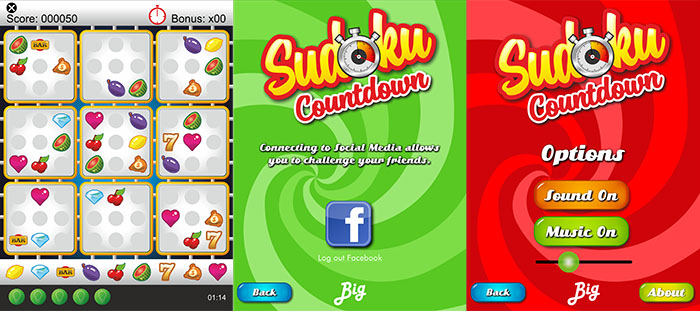 Score: 000050
Bonus: x00
BAR
BAR
BAR
7
7
7
01:14
Sudoku
Countdown
Connecting to Social Media allows
you to challenge your friends.
f
Log out Facebook
Back
Big
Sudoku
Countdown
Options
Sound On
Music On
Back
Big
About